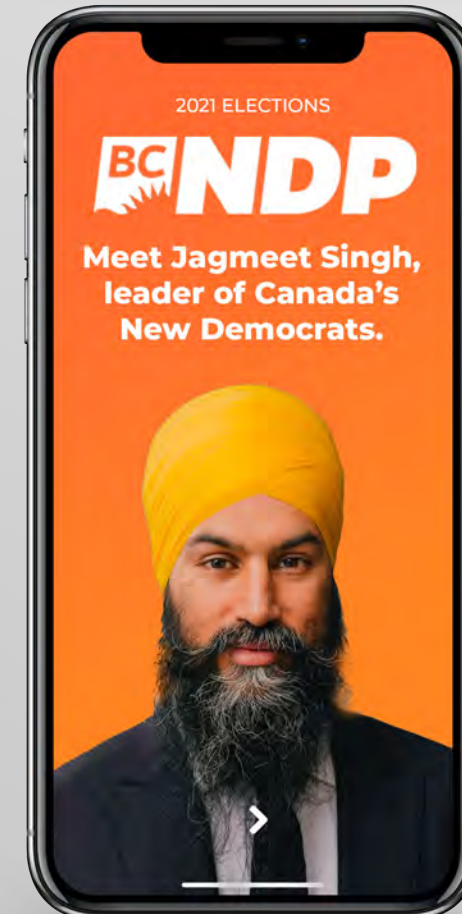 2021 ELECTIONS
BC NDP
Meet Jagmeet Singh,
leader of Canada’s
New Democrats.